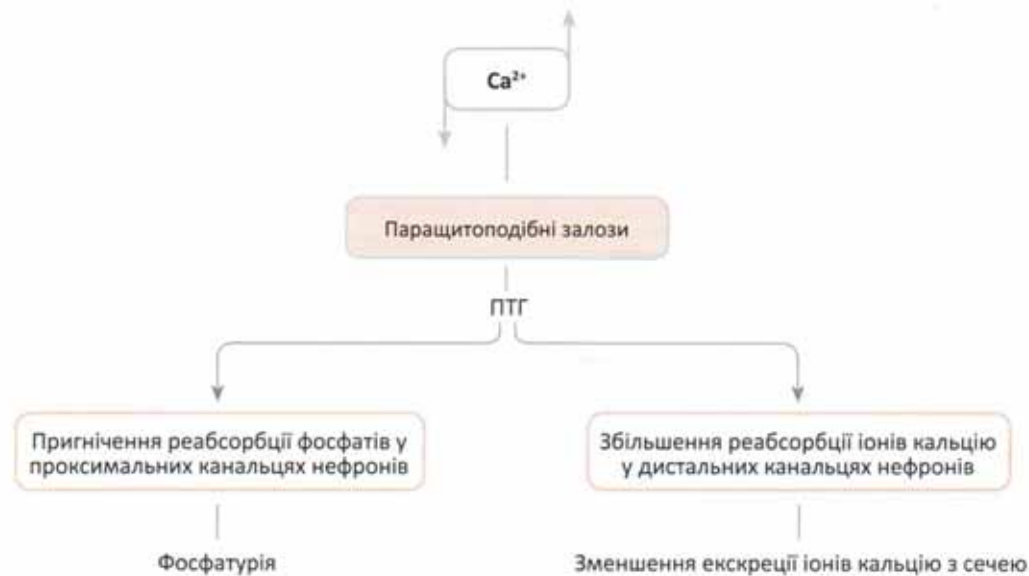 Ca²⁺
Паращитоподібні залози
ПТГ
Пригнічення реабсорбції фосфатів у
проксимальних канальцях нефронів
Збільшення реабсорбції іонів кальцію
у дистальних канальцях нефронів
Фосфатурія
Зменшення екскреції іонів кальцію з сечею